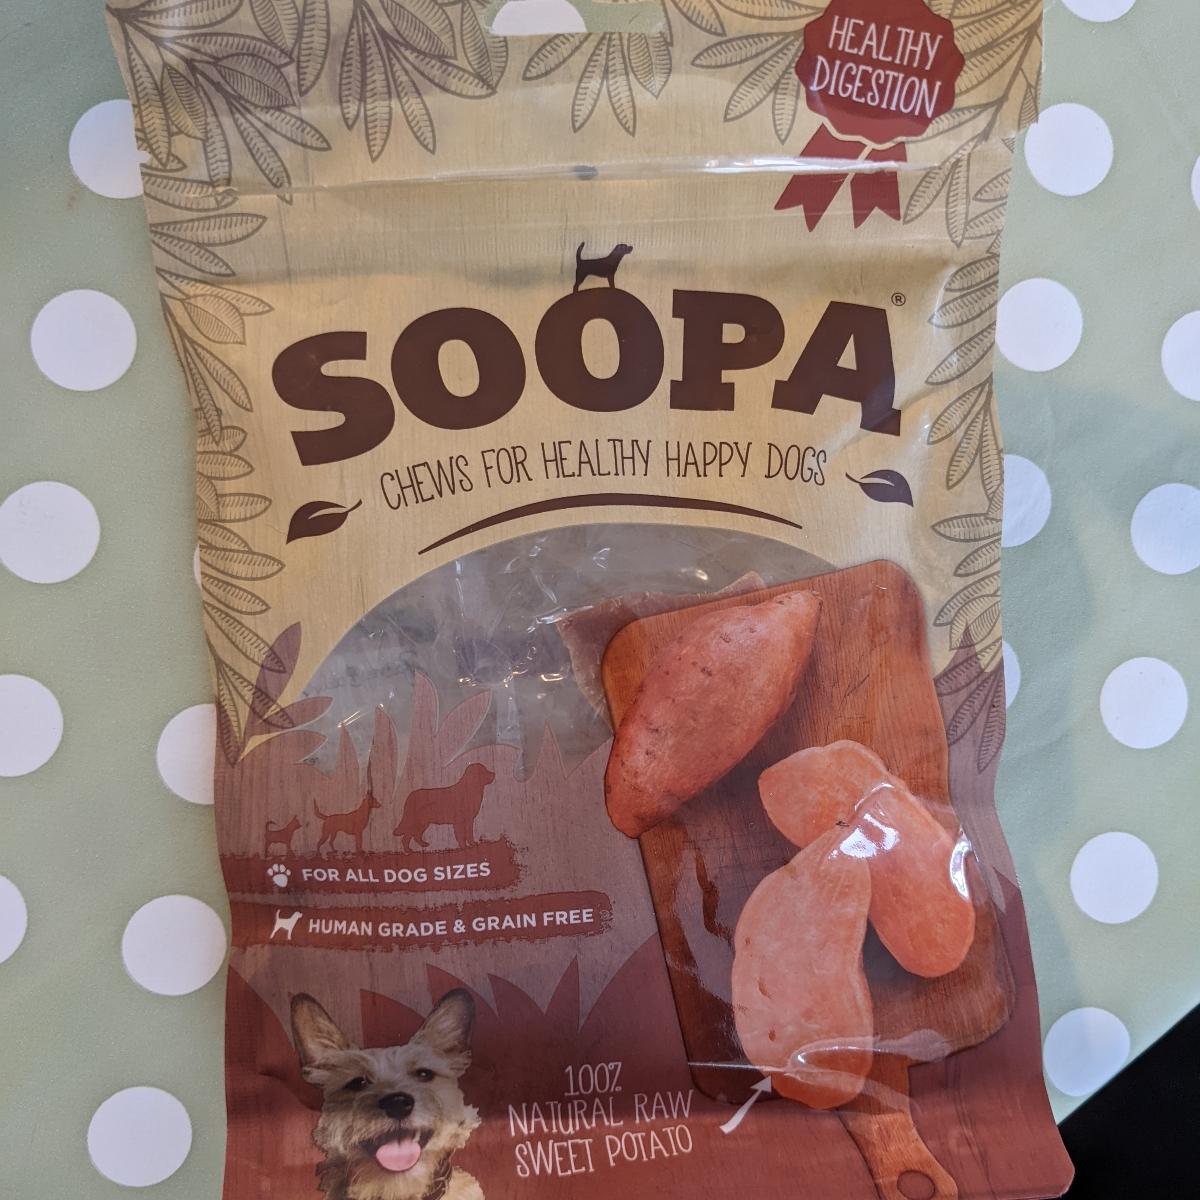 HEALTHY
DIGESTION
SOOPA®
CHEWS FOR HEALTHY HAPPY DOGS
FOR ALL DOG SIZES
HUMAN GRADE & GRAIN FREE
100%
NATURAL RAW
SWEET POTATO